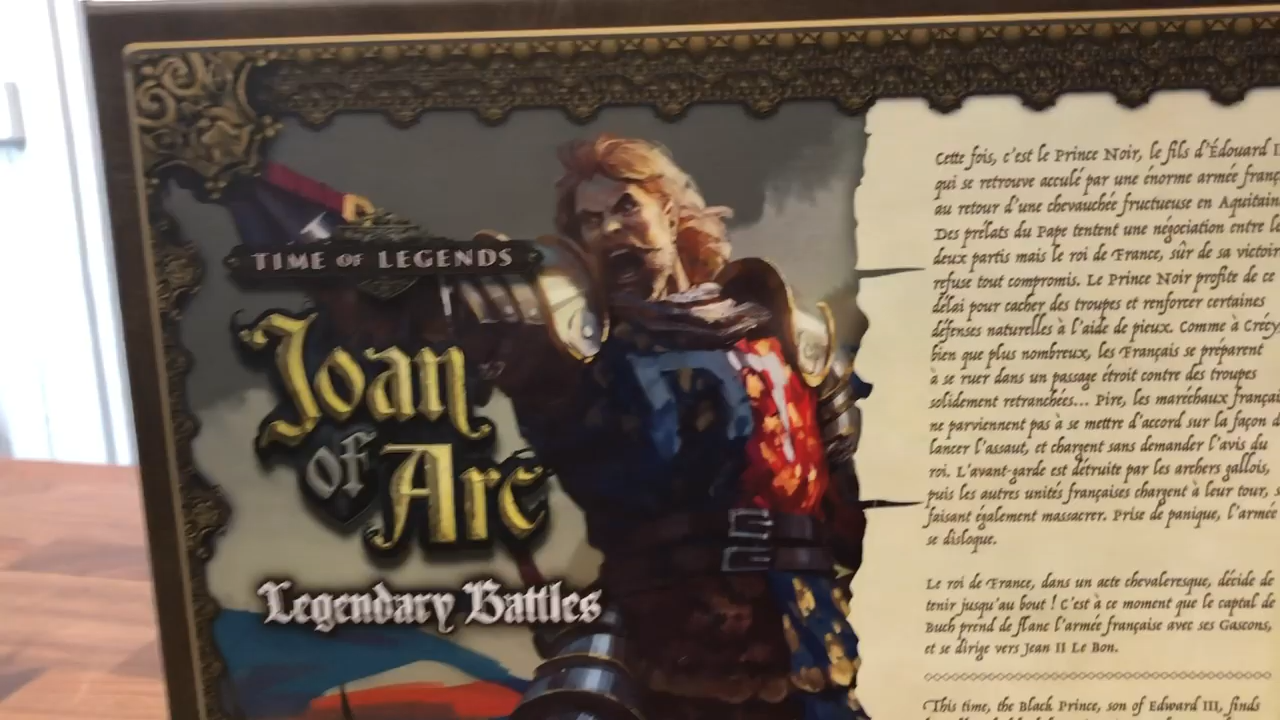 TIME OF LEGENDS
Joan
of Arc
Legendary Battles
Cette fois, c'est le Prince Noir, le fils d'Édouard
qui se retrouve acculé par une énorme armée
au retour d'une chevauchée fructueuse en
Des prélats du Pape tentent une négociation entre
deux partis mais le roi de France, sûr de sa
refuse tout compromis. Le Prince Noir profite de ce
délai pour cacher des troupes et renforcer certaines
défenses naturelles à l'aide de pieux. Comme à Crécy,
bien que plus nombreux, les Français se préparent
à se ruer dans un passage étroit contre des troupes
solidement retranchées... Pire, les maréchaux
ne parviennent pas à se mettre d'accord sur la façon
lancer l'assaut, et chargent sans demander l'avis du
roi. L'avant-garde est détruite par les archers gallois,
puis les autres unités françaises chargent à leur tour,
faisant également massacrer. Prise de panique, l'armée
se disloque.
Le roi de France, dans un acte chevaleresque, décide de
tenir jusqu'au bout ! C'est à ce moment que le captal de
Buch prend de flanc l'armée française avec ses Gascons,
et se dirige vers Jean II Le Bon.
This time, the Black Prince, son of Edward III, finds